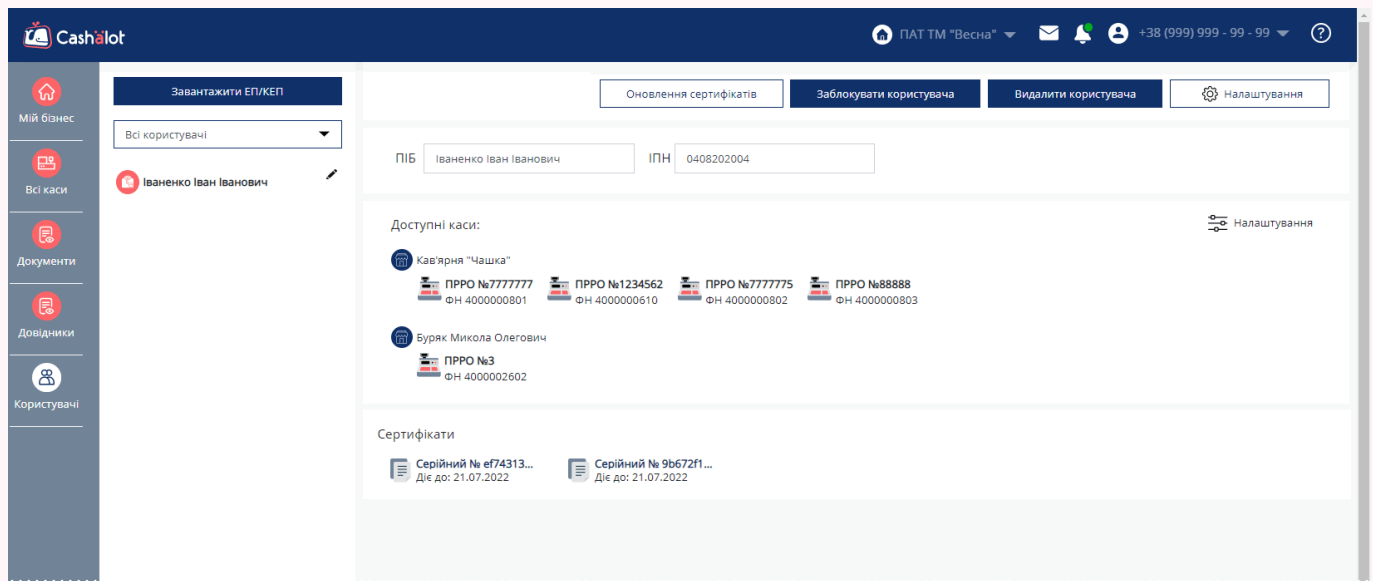 Cashälot
ПАТ ТМ "Весна"
+38 (999) 999 - 99 - 99
?
Мій бізнес
Всі каси
Документи
Довідники
Користувачі
Завантажити ЕП/КЕП
Всі користувачі
Іваненко Іван Іванович
Оновлення сертифікатів
Заблокувати користувача
Видалити користувача
Налаштування
ПІБ Іваненко Іван Іванович ІПН 0408202004
Доступні каси:
Налаштування
Кав'ярня "Чашка"
ПРРО №7777777
ФН 4000000801
ПРРО №1234562
ФН 4000000610
ПРРО №7777775
ФН 4000000802
ПРРО №88888
ФН 4000000803
Буряк Микола Олегович
ПРРО №3
ФН 4000002602
Сертифікати
Серійний № ef74313...
Діє до: 21.07.2022
Серійний № 9b672f1...
Діє до: 21.07.2022